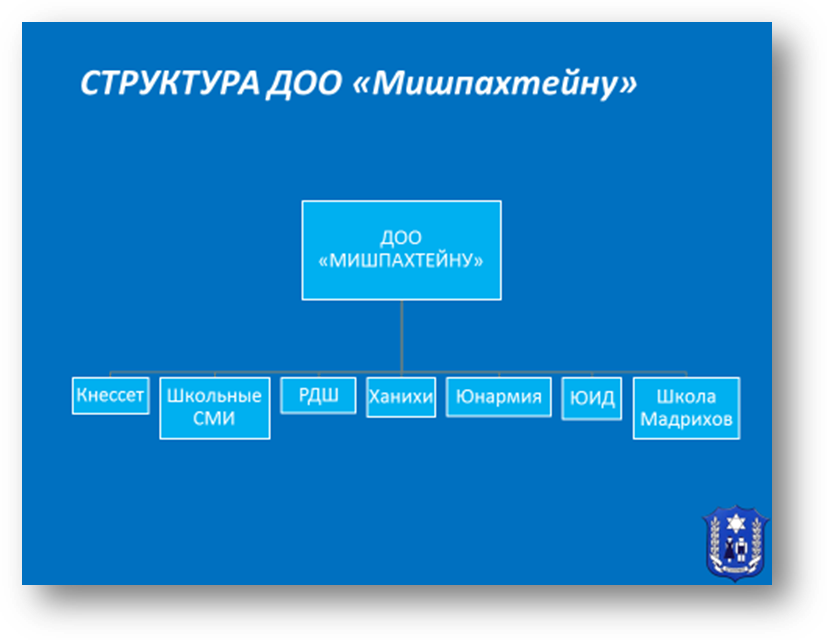 СТРУКТУРА ДОО «Мишпахтейну»
ДОО
«МИШПАХТЕЙНУ»
Кнессет
Школьные
СМИ
РДШ
Ханихи
Юнармия
ЮИД
Школа
Мадрихов